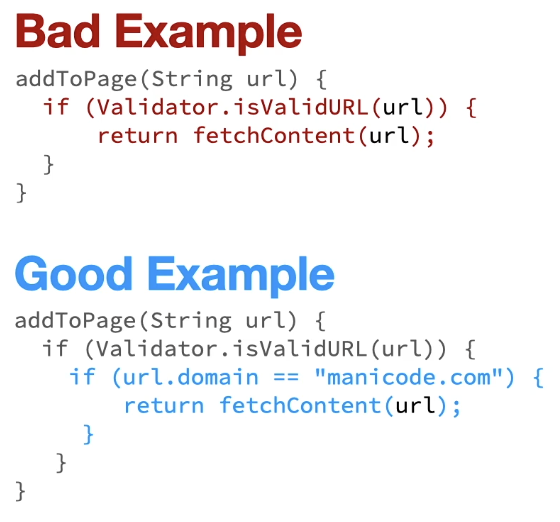 Bad Example
addToPage(String url) {
if (Validator.isValidURL(url)) {
return fetchContent(url);
}
}
Good Example
addToPage(String url) {
if (Validator.isValidURL(url)) {
if (url.domain == "manicode.com") {
return fetchContent(url);
}
}
}